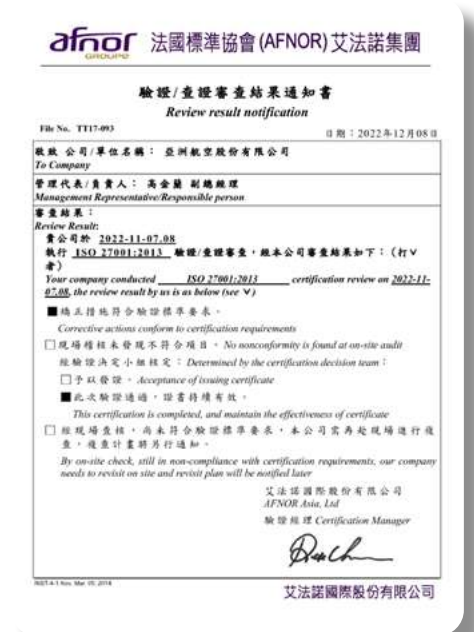 afnor 法國標準協會 (AFNOR) 艾法諾集團
GROUPE
驗證/查證審查結果通知書
Review result notification
File No. TT17-093
日期：2022年12月08日
敬致 公司/單位名稱： 亞洲航空股份有限公司
To Company
管理代表/負責人： 高金蘭 副總經理
Management Representative/Responsible person
審查結果：
Review Result:
貴公司於 2022-11-07.08
執行 ISO 27001:2013 驗證/查證審查，經本公司審查結果如下：（打∨
者）
Your company conducted ISO 27001:2013 certification review on 2022-11-
07.08, the review result by us is as below (see ∨)
■矯正措施符合驗證標準要求。
Corrective actions conform to certification requirements
□現場稽核未發現不符合項目。No nonconformity is found at on-site audit
經驗證決定小組核定：Determined by the certification decision team：
□予以發證。Acceptance of issuing certificate
■此次驗證通過，證書持續有效。
This certification is completed, and maintain the effectiveness of certificate
□ 經現場查核，尚未符合驗證標準要求，本公司需再赴現場進行複
查，複查計畫將另行通知。
By on-site check, still in non-compliance with certification requirements, our company
needs to revisit on site and revisit plan will be notified later
艾法諾國際股份有限公司
AFNOR Asia, Ltd
驗證經理 Certification Manager
艾法諾國際股份有限公司